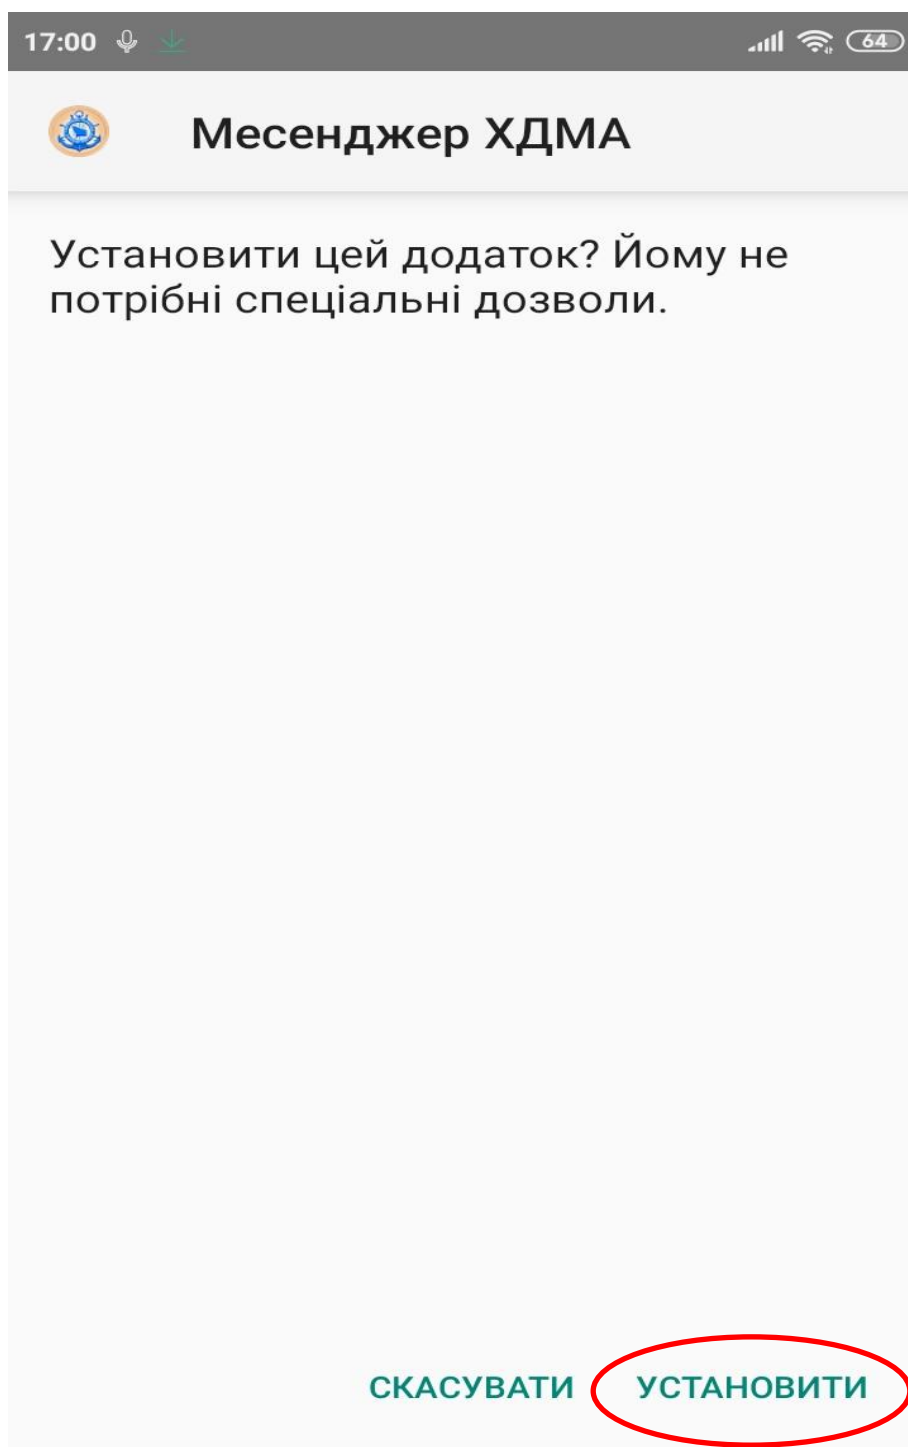 17:00
64
Месенджер ХДМА
Установити цей додаток? Йому не
потрібні спеціальні дозволи.
СКАСУВАТИ УСТАНОВИТИ